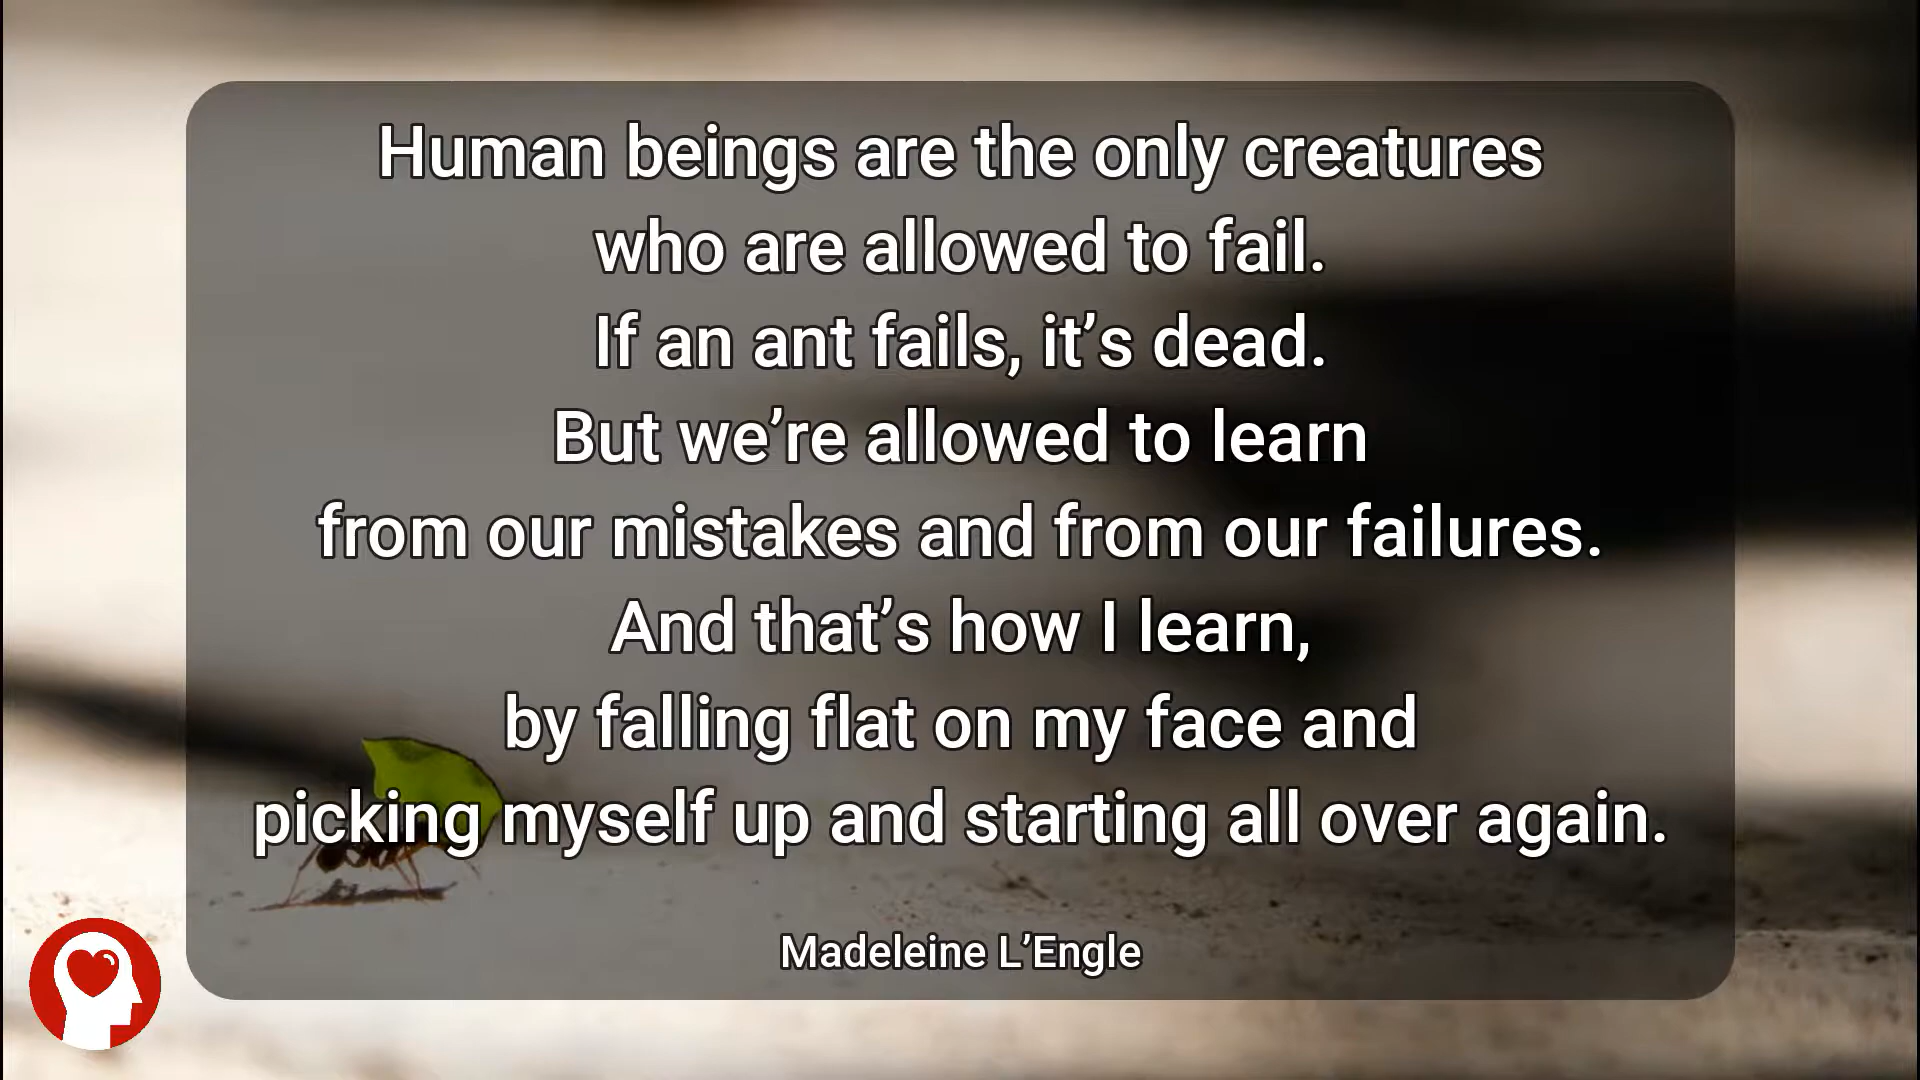 Human beings are the only creatures
who are allowed to fail.
If an ant fails, it’s dead.
But we’re allowed to learn
from our mistakes and from our failures.
And that’s how I learn,
by falling flat on my face and
picking myself up and starting all over again.
Madeleine L’Engle